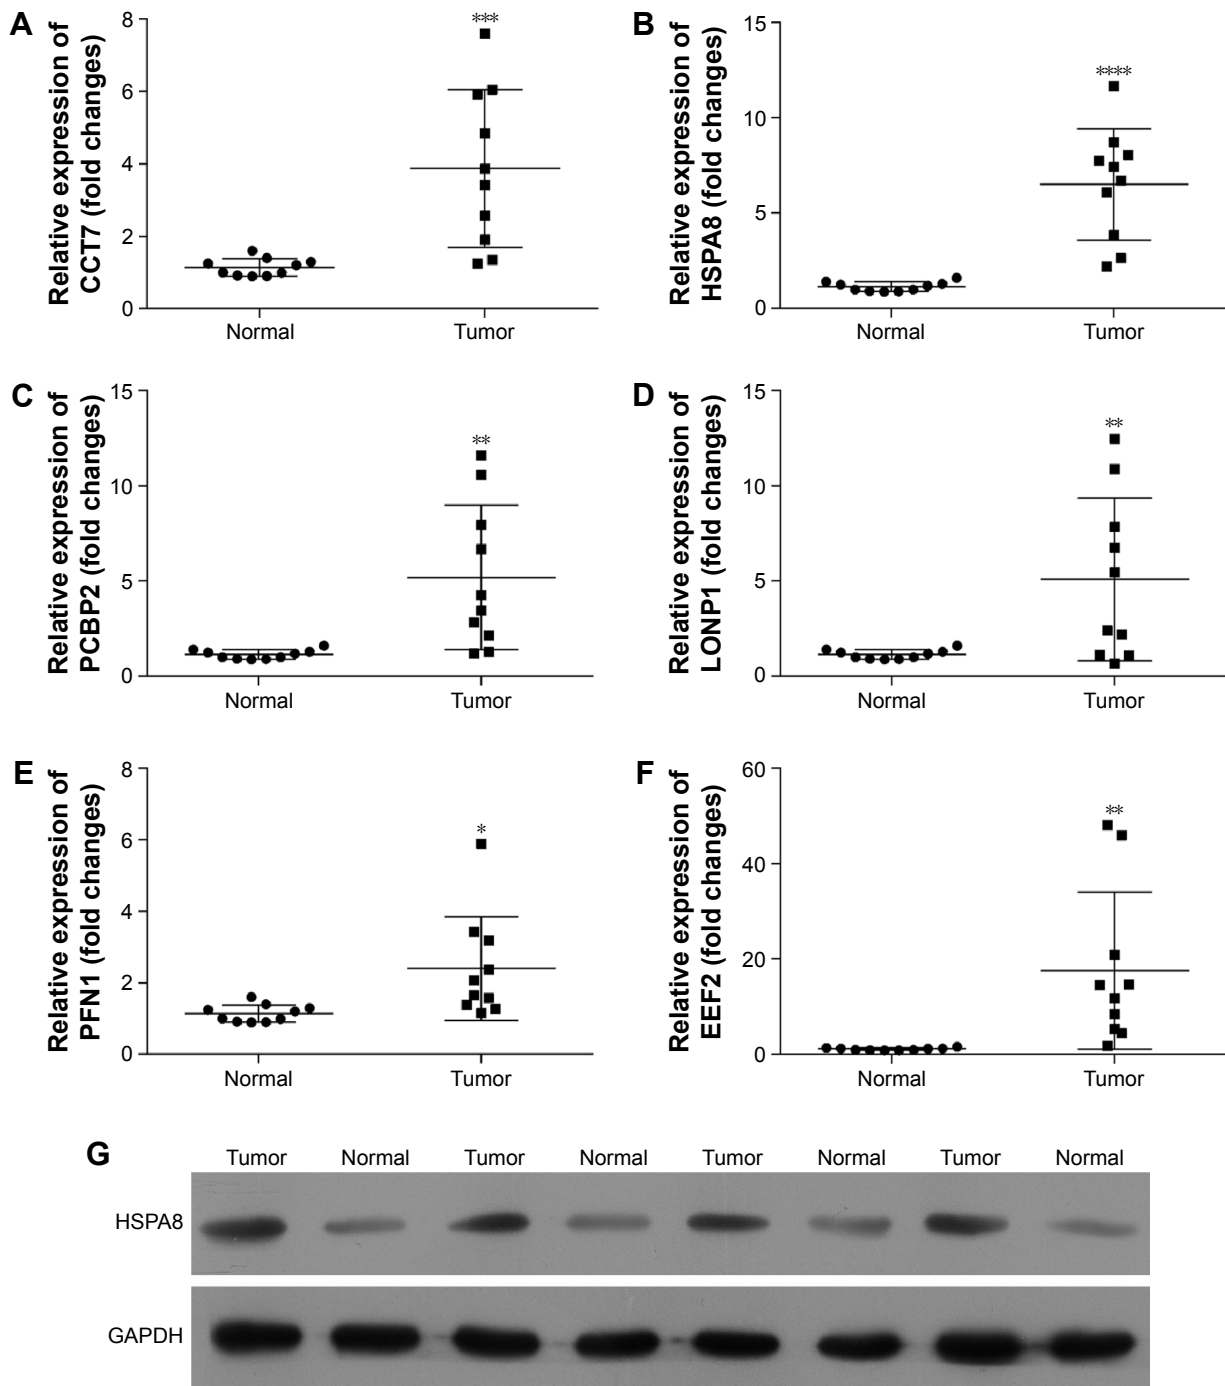 A
Relative expression of
CCT7 (fold changes)
8
6
4
2
0
***
Normal
Tumor
B
Relative expression of
HSPA8 (fold changes)
15
10
5
0
****
Normal
Tumor
C
Relative expression of
PCBP2 (fold changes)
15
10
5
0
**
Normal
Tumor
D
Relative expression of
LONP1 (fold changes)
15
10
5
0
**
Normal
Tumor
E
Relative expression of
PFN1 (fold changes)
8
6
4
2
0
*
Normal
Tumor
F
Relative expression of
EEF2 (fold changes)
60
40
20
0
**
Normal
Tumor
G
Tumor Normal Tumor Normal Tumor Normal Tumor Normal
HSPA8
GAPDH